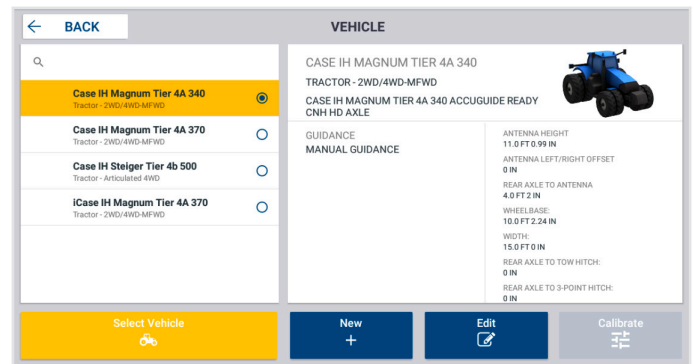 BACK
VEHICLE
Case IH Magnum Tier 4A 340
Tractor - 2WD/4WD-MFWD
Case IH Magnum Tier 4A 370
Tractor - 2WD/4WD-MFWD
Case IH Steiger Tier 4b 500
Tractor - Articulated 4WD
iCase IH Magnum Tier 4A 370
Tractor - 2WD/4WD-MFWD
CASE IH MAGNUM TIER 4A 340
TRACTOR - 2WD/4WD-MFWD
CASE IH MAGNUM TIER 4A 340 ACCUGUIDE READY
CNH HD AXLE
GUIDANCE
MANUAL GUIDANCE
ANTENNA HEIGHT
11.0 FT 0.99 IN
ANTENNA LEFT/RIGHT OFFSET
0 IN
REAR AXLE TO ANTENNA
4.0 FT 2 IN
WHEELBASE:
10.0 FT 2.24 IN
WIDTH:
15.0 FT 0 IN
REAR AXLE TO TOW HITCH:
0 IN
REAR AXLE TO 3-POINT HITCH:
0 IN
Select Vehicle
New
Edit
Calibrate